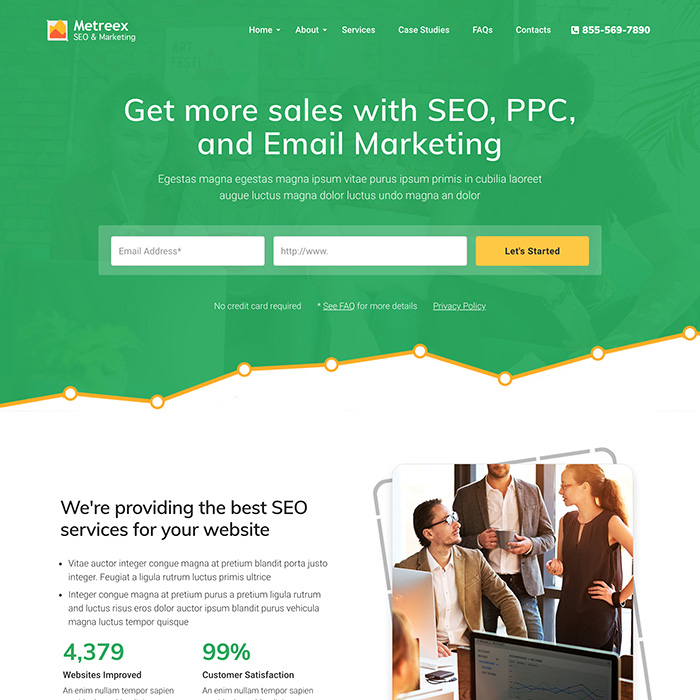 Metreex
SEO & Marketing
Home
About
Services
Case Studies
FAQs
Contacts
855-569-7890
Get more sales with SEO, PPC,
and Email Marketing
Egestas magna egestas magna ipsum vitae purus ipsum primis in cubilia laoreet
augue luctus magna dolor luctus undo magna an dolor
Email Address*
http://www.
Let's Started
No credit card required
* See FAQ for more details
Privacy Policy
We're providing the best SEO
services for your website
• Vitae auctor integer congue magna at pretium blandit porta justo
integer. Feugiat a ligula rutrum luctus primis ultrice
• Integer congue magna at pretium purus a pretium ligula rutrum
and luctus risus eros dolor auctor ipsum blandit purus vehicula
magna luctus tempor quisque
4,379
Websites Improved
An enim nullam tempor sapien
99%
Customer Satisfaction
An enim nullam tempor sapien